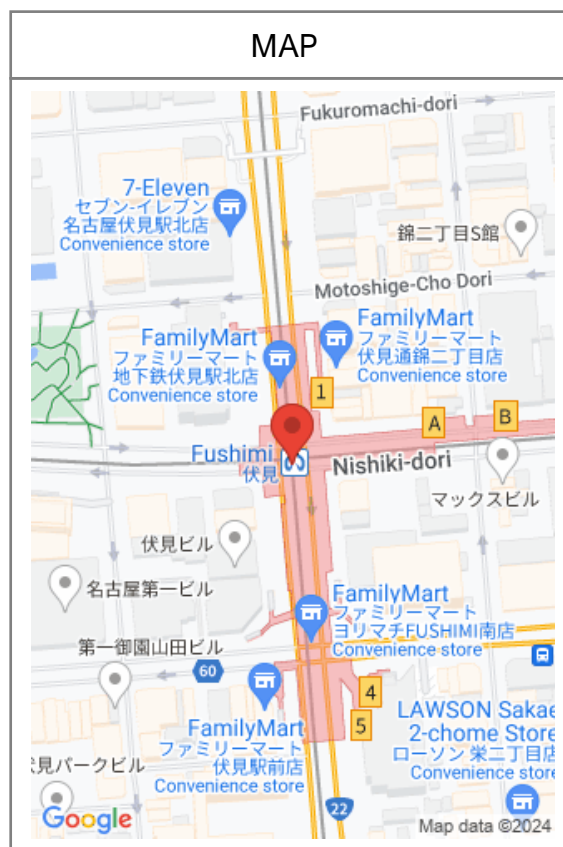 MAP
Fukuromachi-dori
7-Eleven
セブン-イレブン
名古屋伏見駅北店
Convenience store
錦二丁目S館
Motoshige-Cho Dori
FamilyMart
ファミリーマート
地下鉄伏見駅北店
Convenience store
FamilyMart
ファミリーマート
伏見通錦二丁目店
Convenience store
1
A
B
Fushimi
伏見
Nishiki-dori
マックスビル
伏見ビル
名古屋第一ビル
FamilyMart
ファミリーマート
ヨリマチFUSHIMI南店
Convenience store
第一御園山田ビル
60
4
5
FamilyMart
ファミリーマート
伏見駅前店
Convenience store
LAWSON Sakae
2-chome Store
ローソン 栄二丁目店
Convenience store
見パークビル
22
Google
Map data ©2024